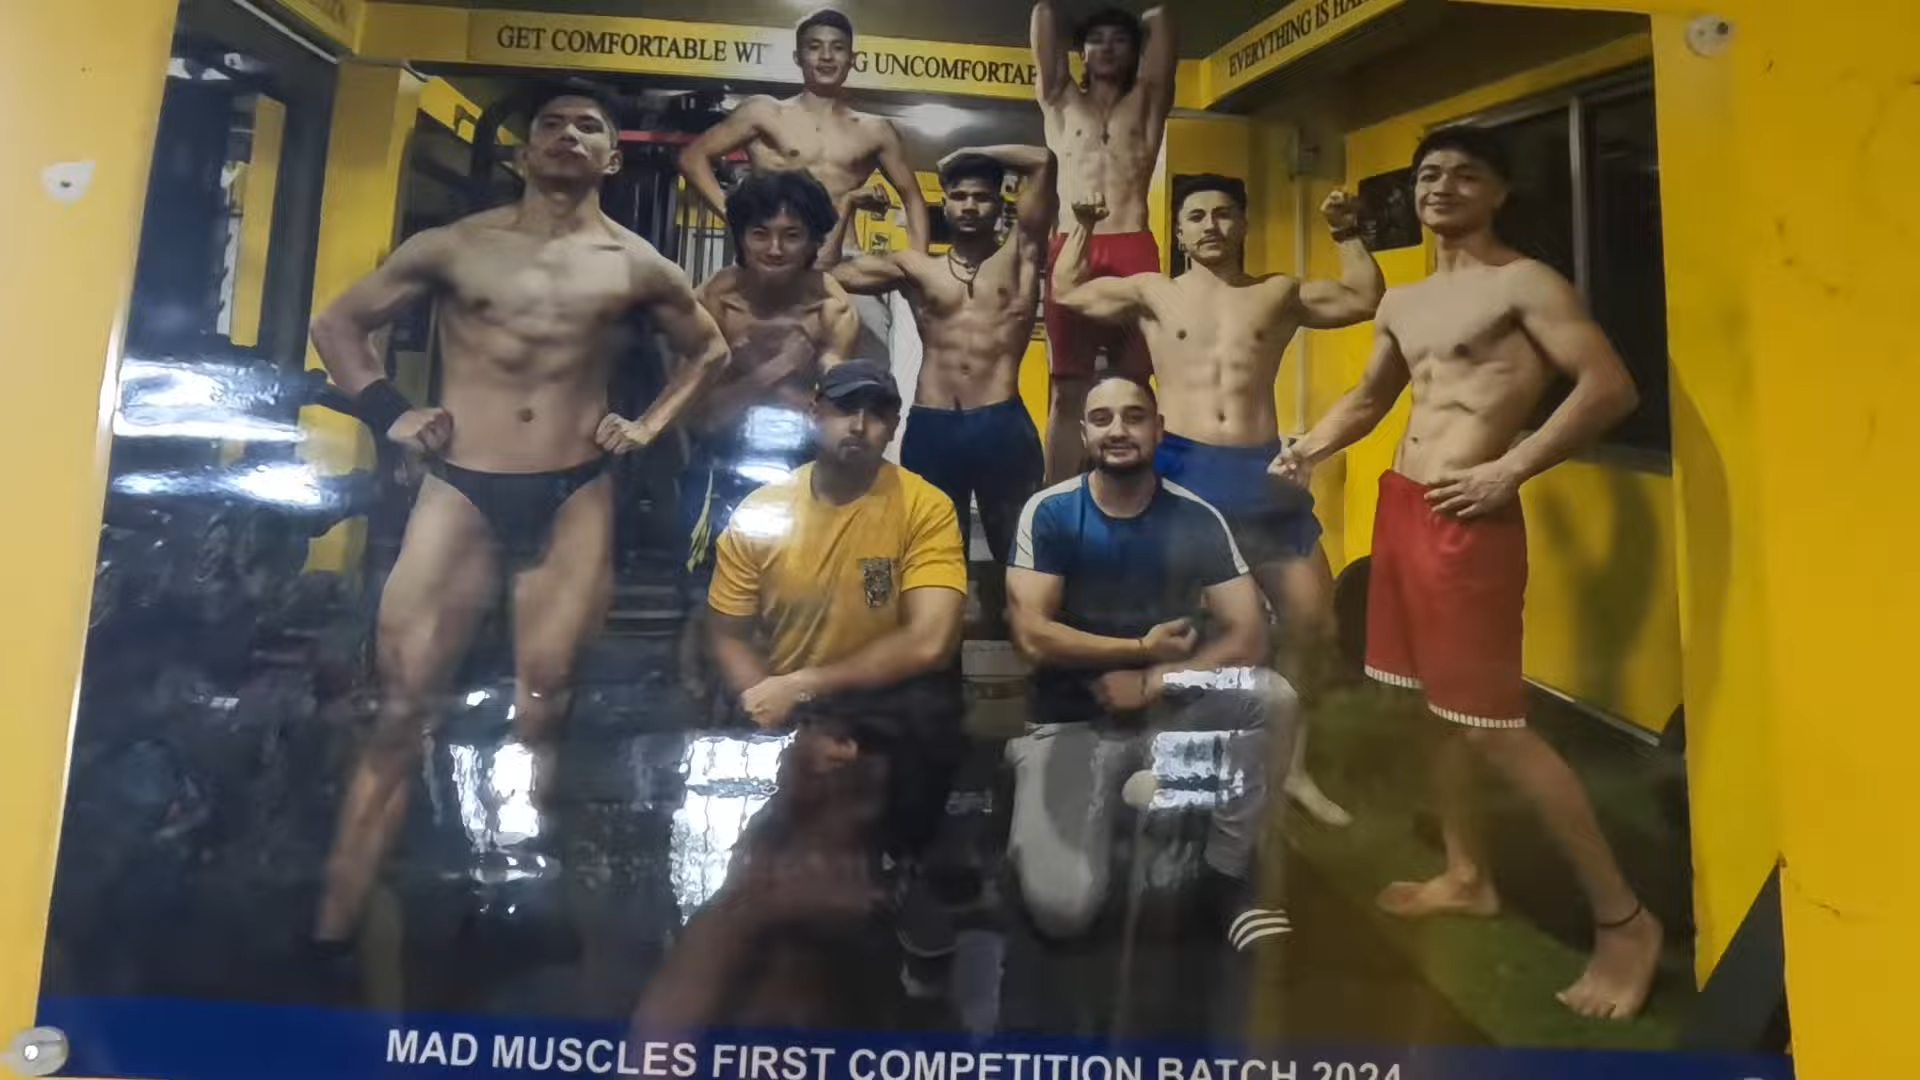 GET COMFORTABLE WI G UNCOMFORTAB
EVERYTHING IS HA
MAD MUSCLES FIRST COMPETITION BATCH 2024